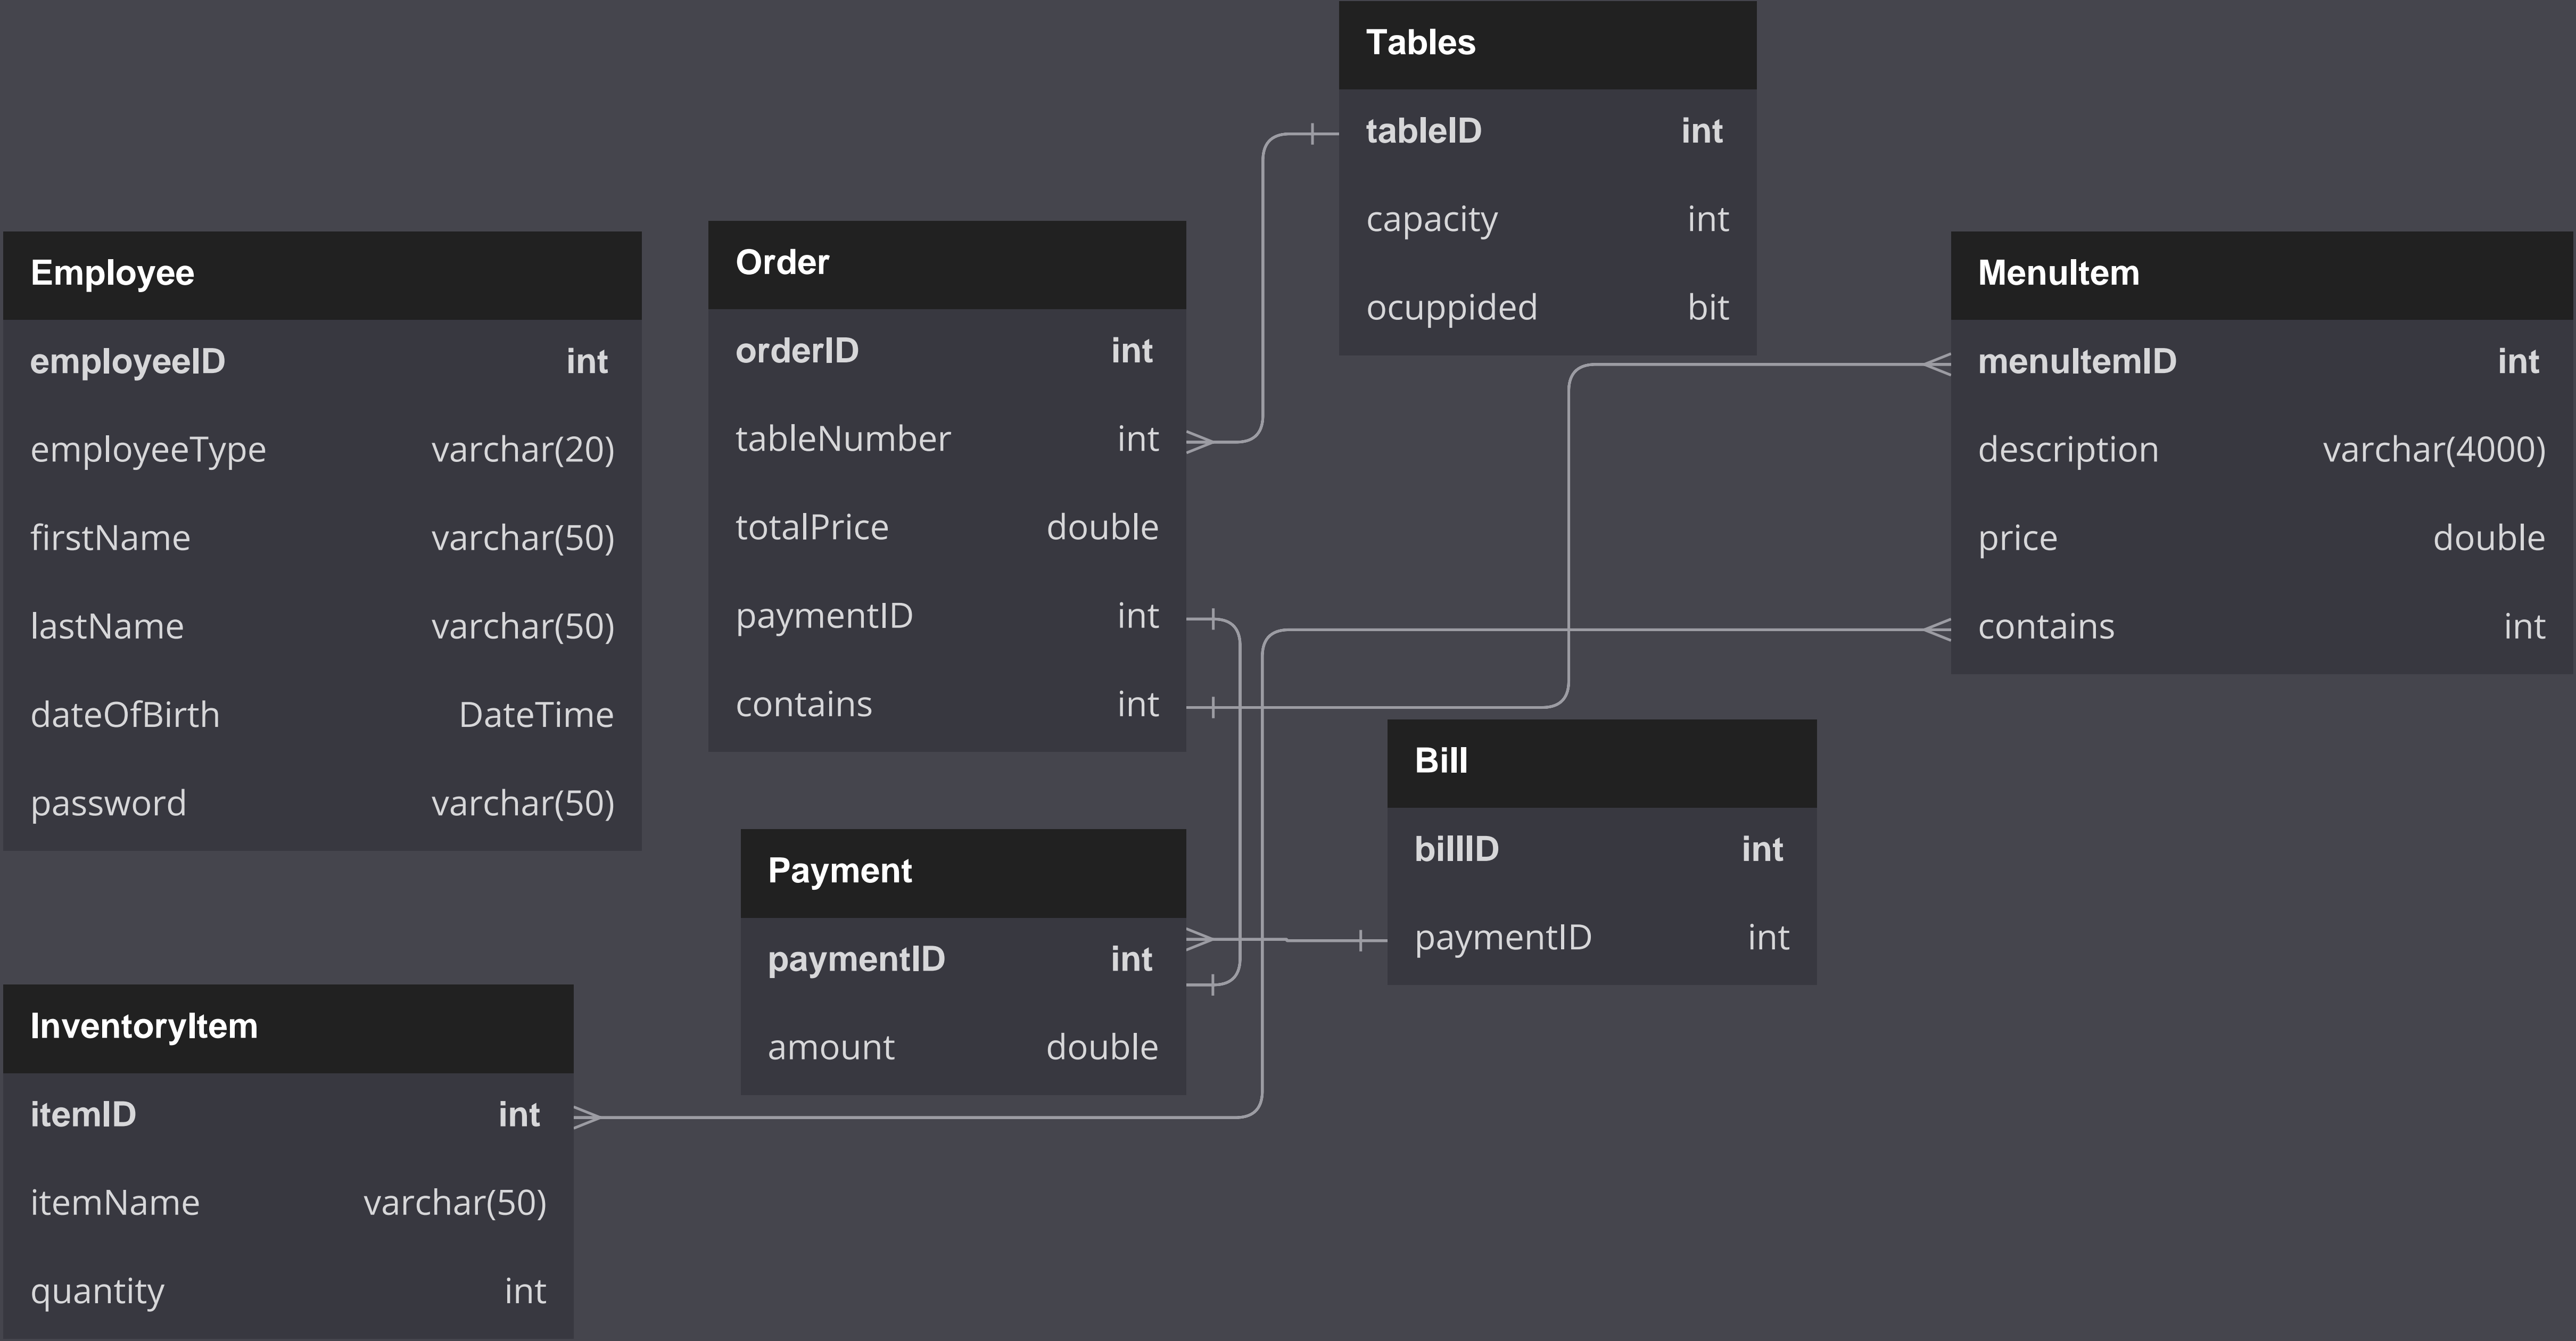 Tables
tableID int
capacity int
ocuppided bit
Employee
employeeID int
employeeType varchar(20)
firstName varchar(50)
lastName varchar(50)
dateOfBirth DateTime
password varchar(50)
Order
orderID int
tableNumber int
totalPrice double
paymentID int
contains int
MenuItem
menuItemID int
description varchar(4000)
price double
contains int
Bill
billID int
paymentID int
Payment
paymentID int
amount double
InventoryItem
itemID int
itemName varchar(50)
quantity int